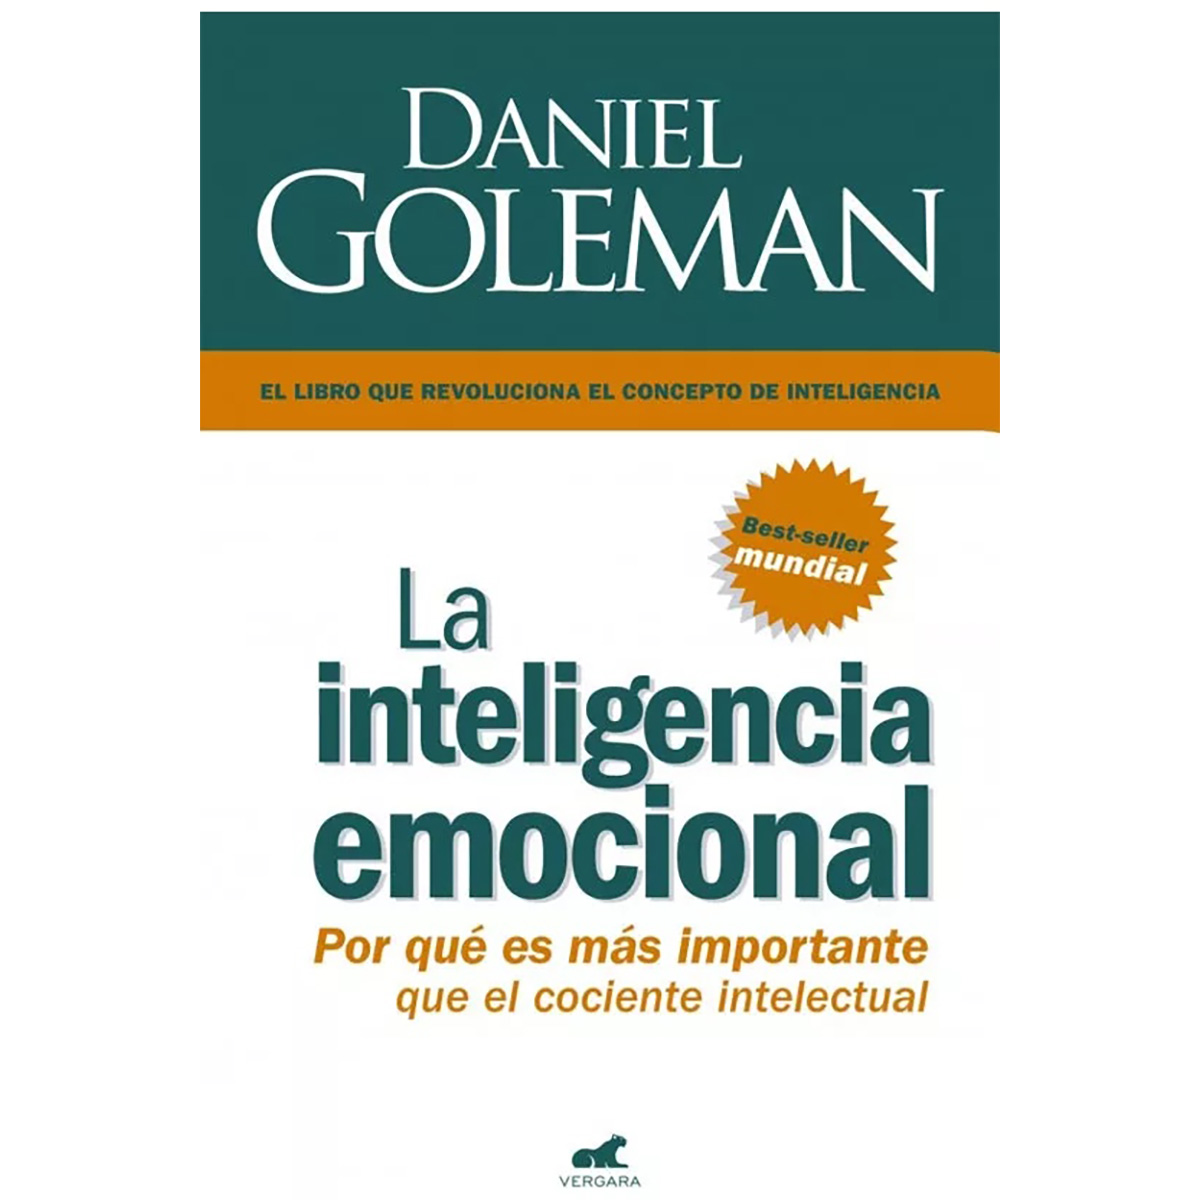 DANIEL
GOLEMAN
EL LIBRO QUE REVOLUCIONA EL CONCEPTO DE INTELIGENCIA
Best-seller
mundial
La
inteligencia
emocional
Por qué es más importante
que el cociente intelectual
VERGARA